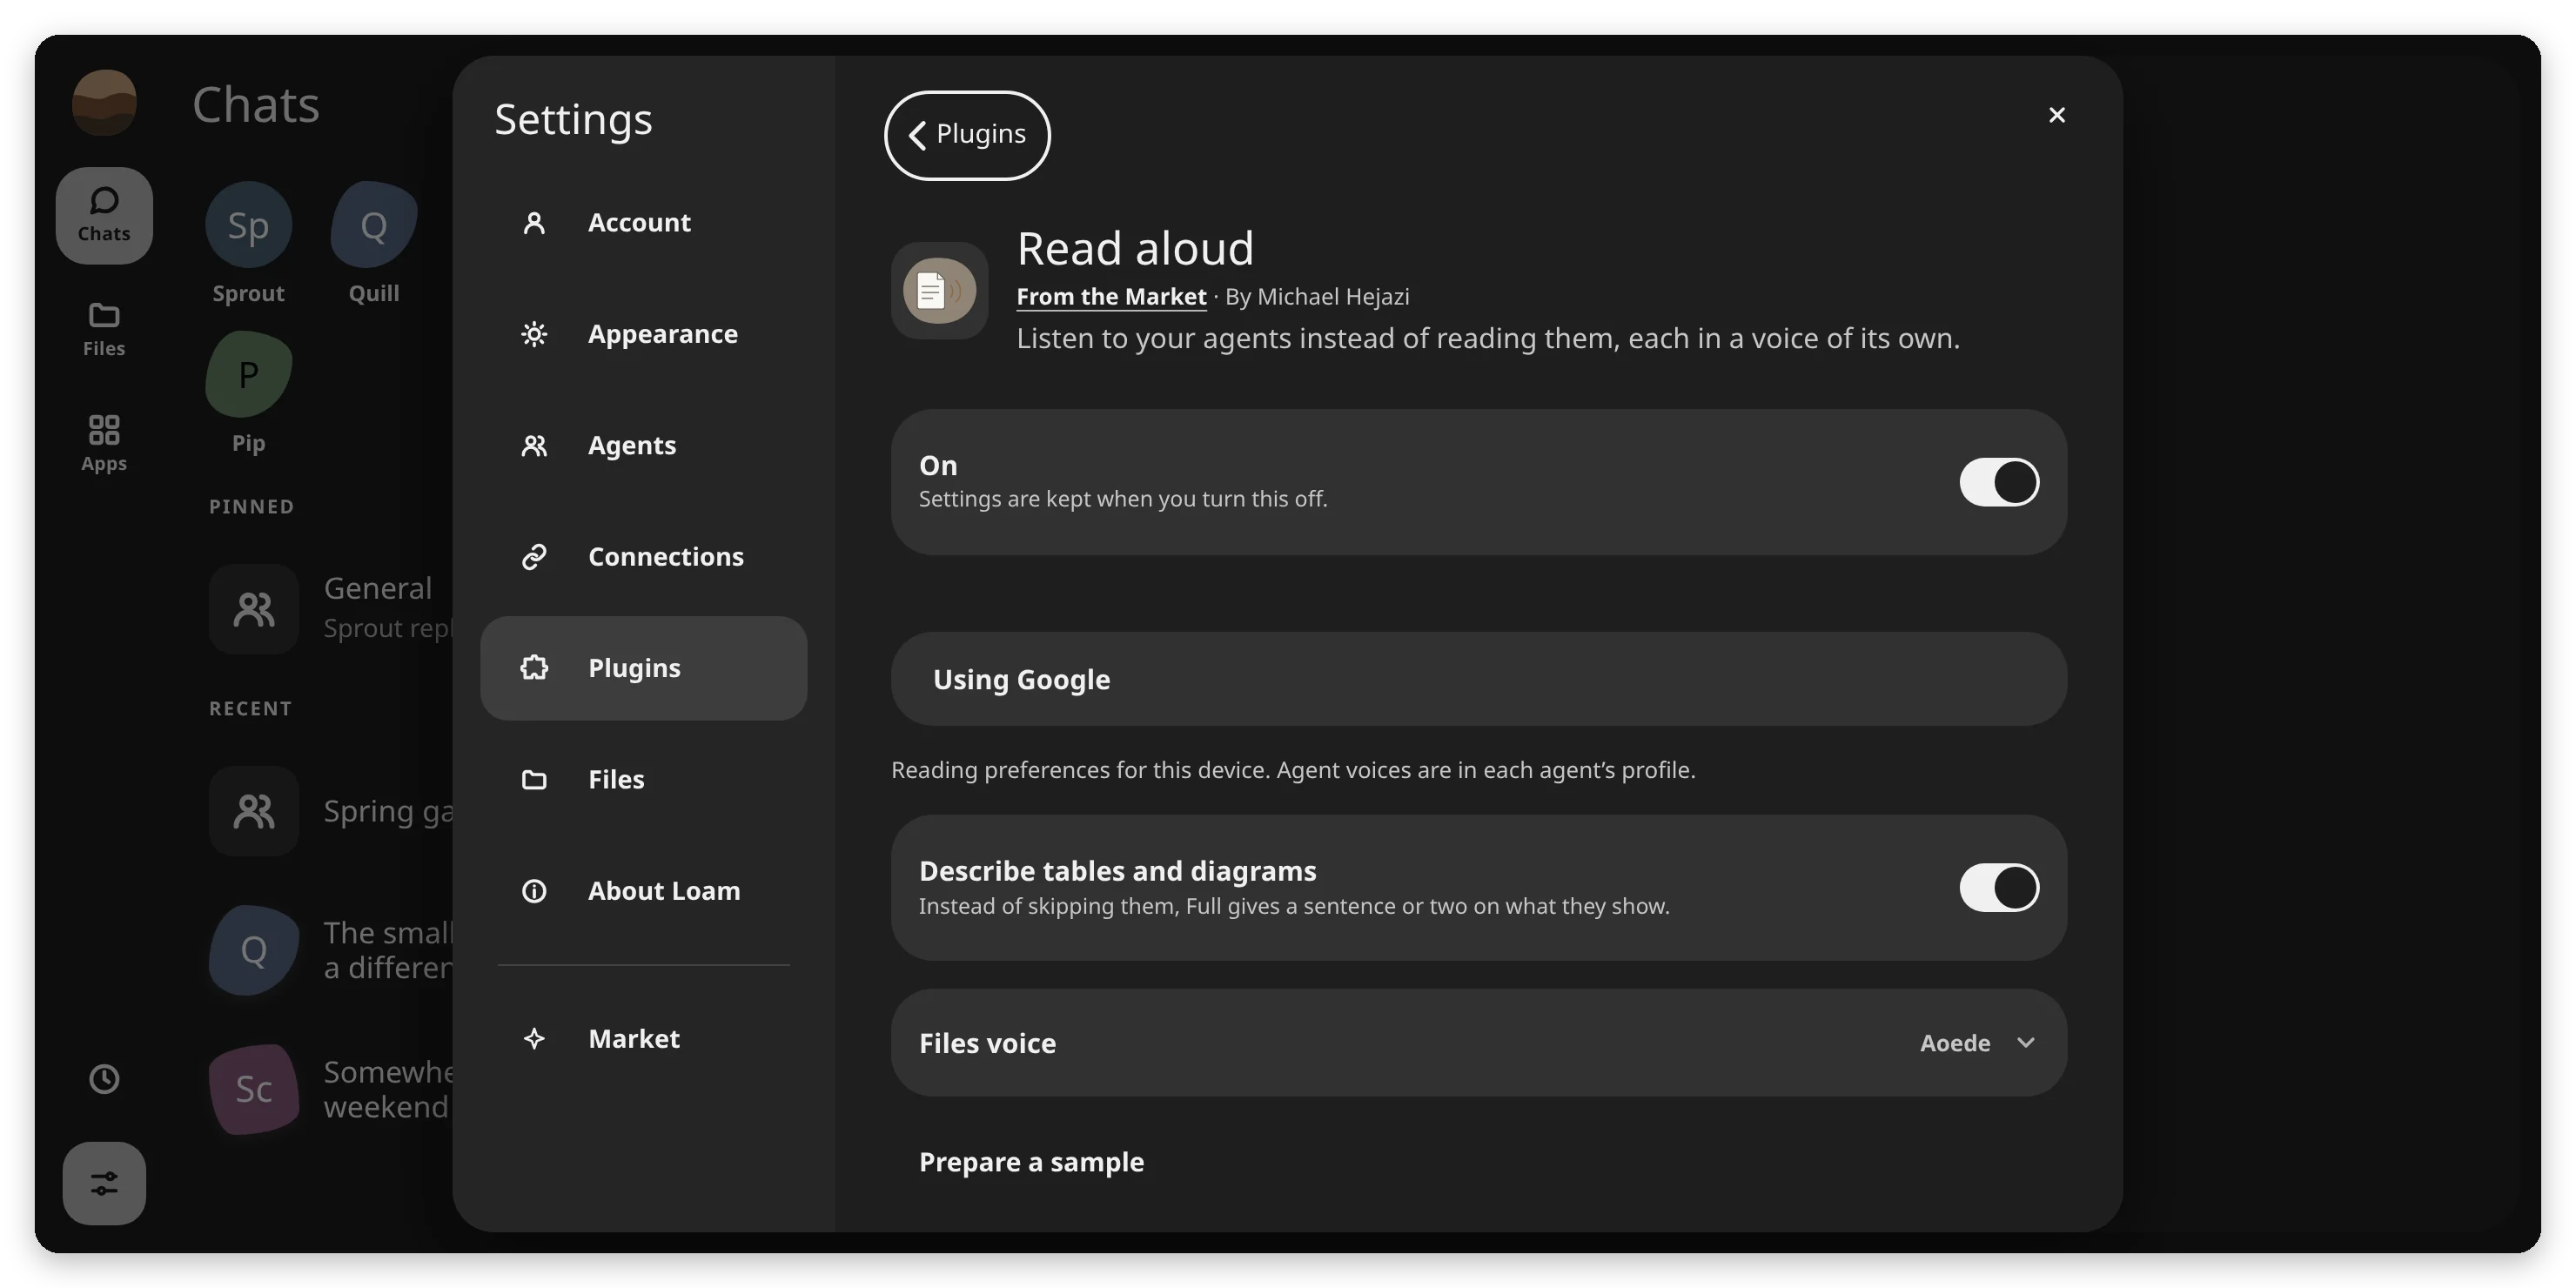 Chats
Chats
Files
Apps
Sp
Sprout
Q
Quill
P
Pip
PINNED
General
Sprout
RECENT
Spring
Q
The small
a
Sc
weekend
Settings
Account
Appearance
Agents
Connections
Plugins
Files
About Loam
Market
Plugins
Read aloud
From the Market · By Michael Hejazi
Listen to your agents instead of reading them, each in a voice of its own.
On
Settings are kept when you turn this off.
Using Google
Reading preferences for this device. Agent voices are in each agent’s profile.
Describe tables and diagrams
Instead of skipping them, Full gives a sentence or two on what they show.
Files voice
Aoede
Prepare a sample